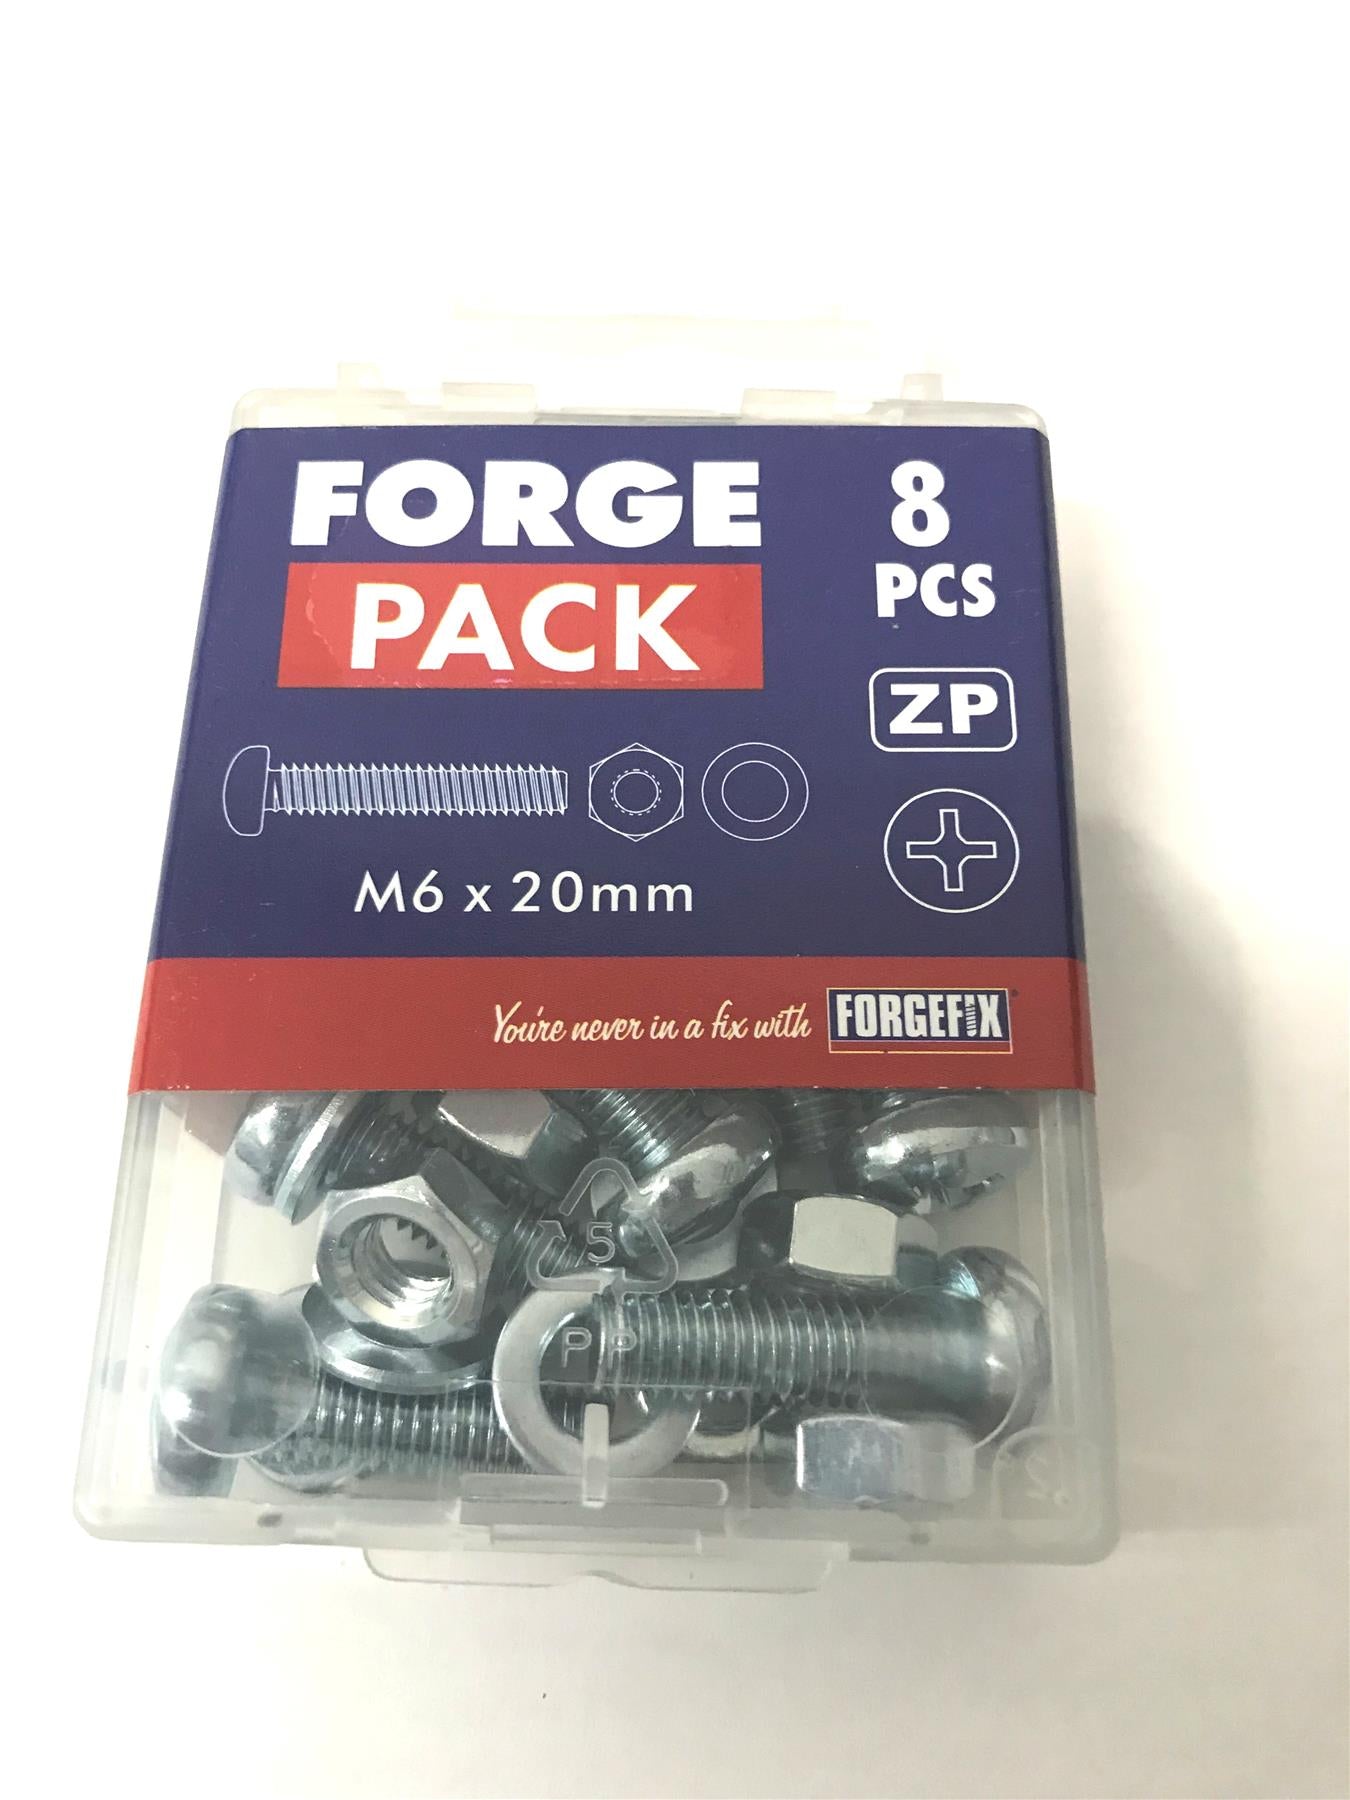 FORGE
PACK
8
PCS
ZP
M6 x 20mm
You're never in a fix with FORGEFIX®
5
PP